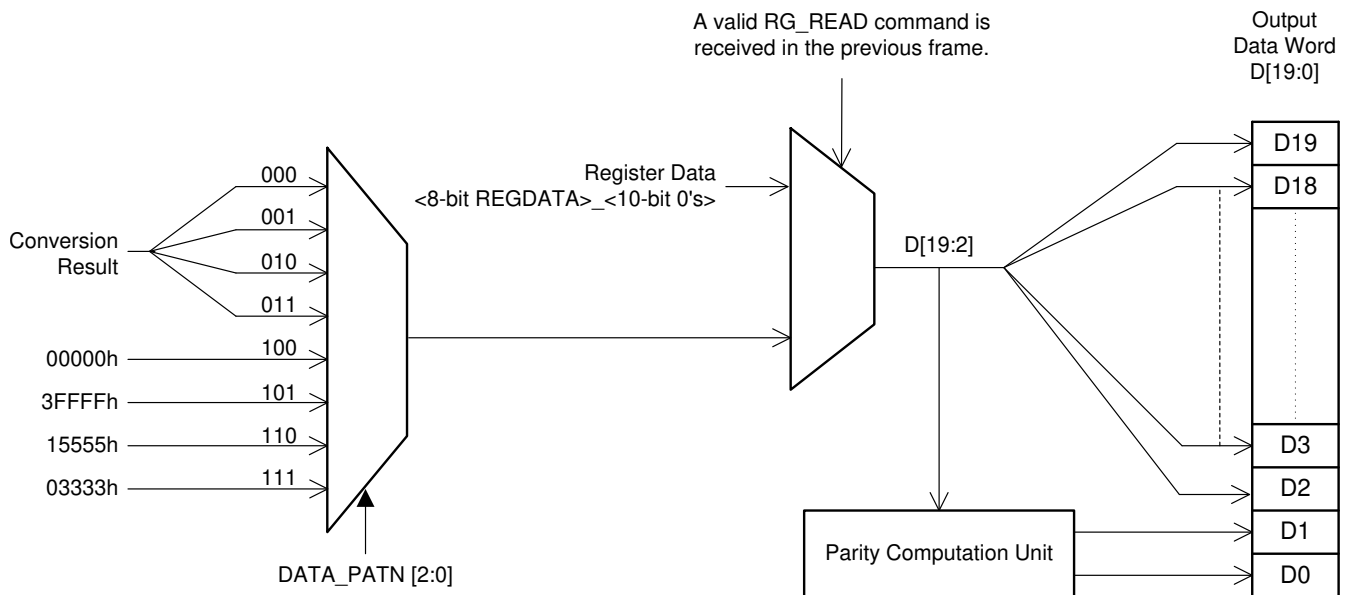 A valid RG_READ command is
received in the previous frame.
Output
Data Word
D[19:0]
D19
D18
D3
D2
D1
D0
Register Data
<8-bit REGDATA>_<10-bit 0's>
D[19:2]
Conversion
Result
000
001
010
011
00000h
100
3FFFFh
101
15555h
110
03333h
111
DATA_PATN [2:0]
Parity Computation Unit